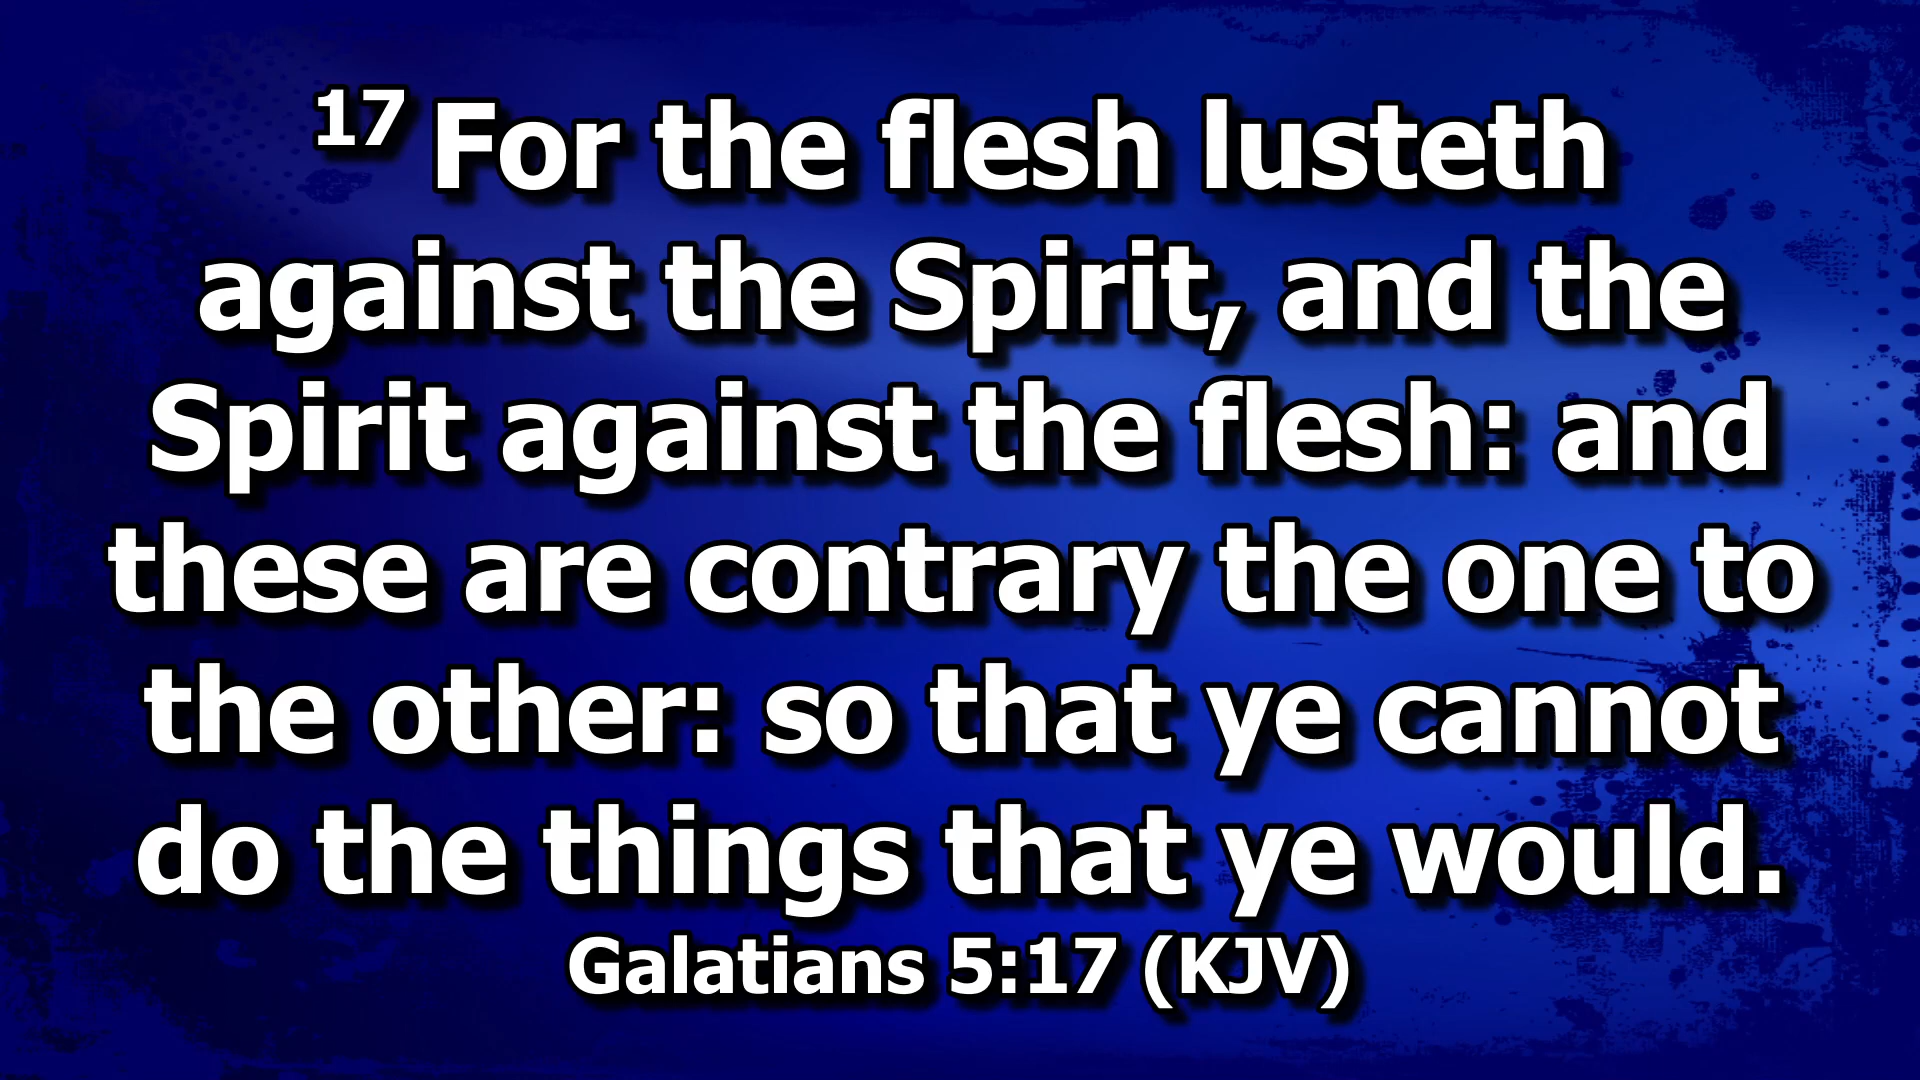 17 For the flesh lusteth
against the Spirit, and the
Spirit against the flesh: and
these are contrary the one to
the other: so that ye cannot
do the things that ye would.
Galatians 5:17 (KJV)